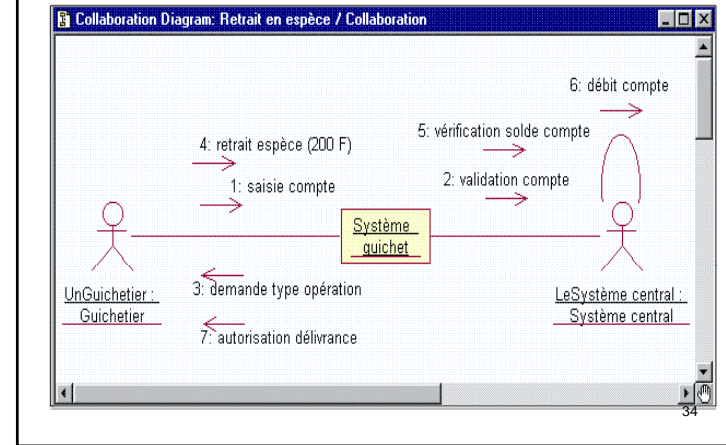 Collaboration Diagram: Retrait en espèce / Collaboration
6: débit compte
5: vérification solde compte
4: retrait espèce (200 F)
2: validation compte
1: saisie compte
Système
guichet
3: demande type opération
UnGuichetier :
Guichetier
LeSystème central :
Système central
7: autorisation délivrance
34